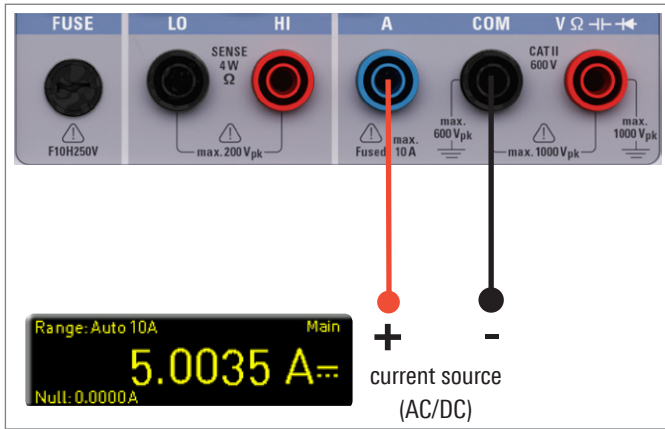 FUSE LO HI A COM V Ω ⊣⊢ ⯇
SENSE
4 W
Ω
CAT II
600 V
max.
600 Vpk
max.
1000 Vpk
F10H250V
max. 200 Vpk
Fused
max.
10 A
max. 1000 Vpk
Range: Auto 10A Main
5.0035 A⎓
Null: 0.0000A
+ -
current source
(AC/DC)